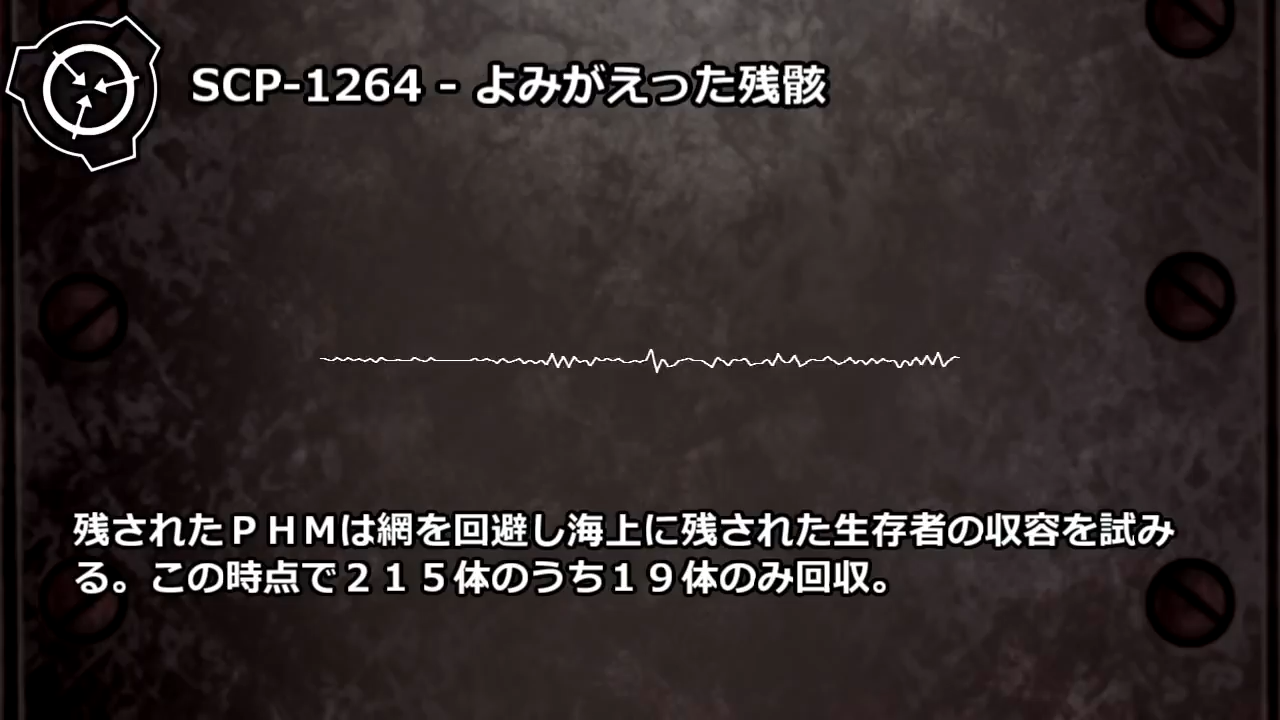 SCP-1264 - よみがえった残骸
残されたＰＨＭは網を回避し海上に残された生存者の収容を試み
る。この時点で２１５体のうち１９体のみ回収。